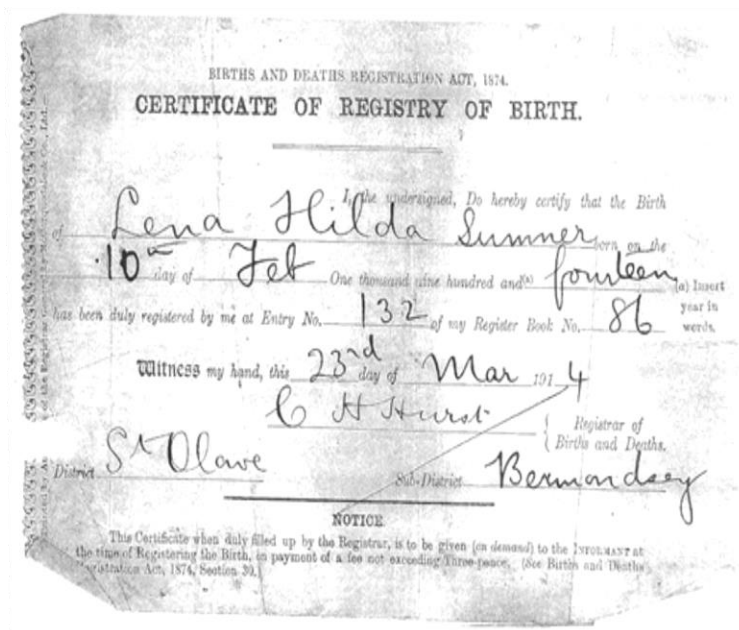 BIRTHS AND DEATHS REGISTRATION ACT, 1874.
CERTIFICATE OF REGISTRY OF BIRTH.
I, the undersigned, Do hereby certify that the Birth
of Lena Hilda Sumner born on the
10th day of Feb One thousand nine hundred and (a) fourteen
(a) Insert year in words.
has been duly registered by me at Entry No. 132 of my Register Book No. 86
Witness my hand, this 23rd day of Mar 1914
C H Hurst
Registrar of
Births and Deaths.
District St Olave Sub-District Bermondsey
NOTICE
This Certificate when duly filled up by the Registrar, is to be given (on demand) to the INFORMANT at
the time of Registering the Birth, on payment of a fee not exceeding Three-pence. (See Births and Deaths
Registration Act, 1874, Section 30.)